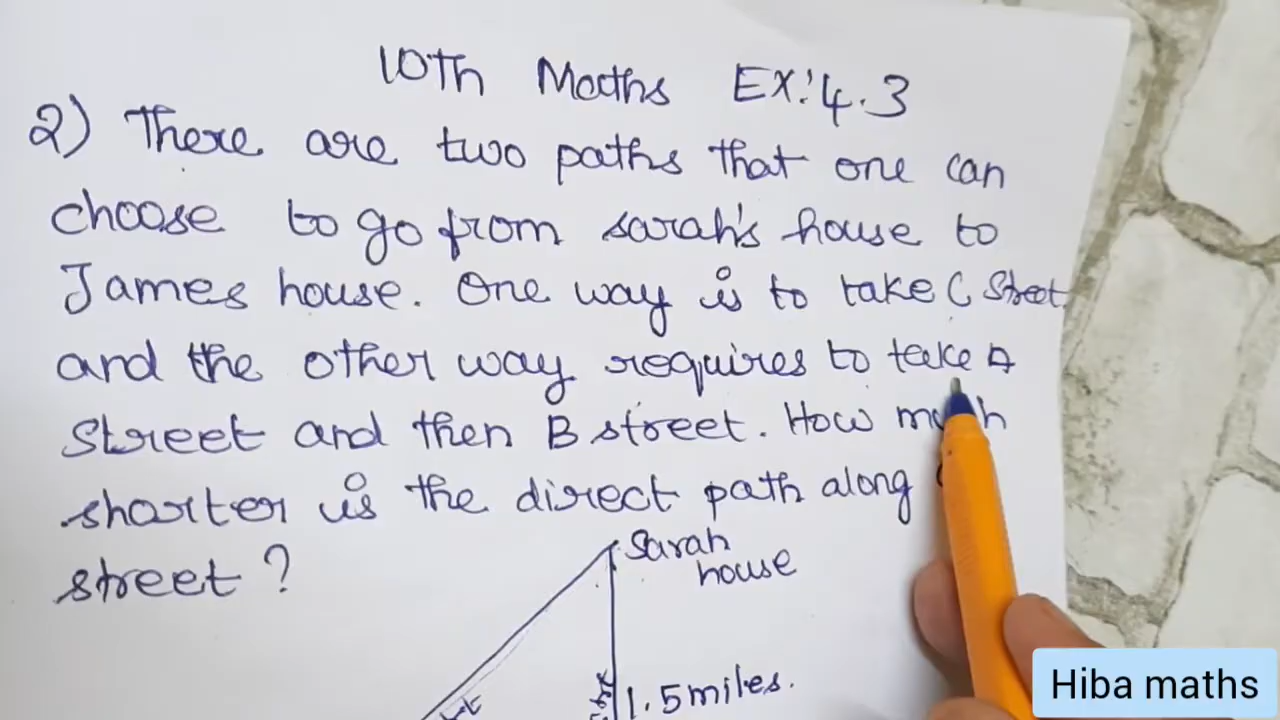 10Th Maths EX:4.3
2) There are two paths that one can
choose to go from sarah's house to
James house. One way is to take C Street
and the other way requires to take A
Street and then B street. How much
shorter is the direct path along
street?
Sarah
house
1.5miles.
Hiba maths